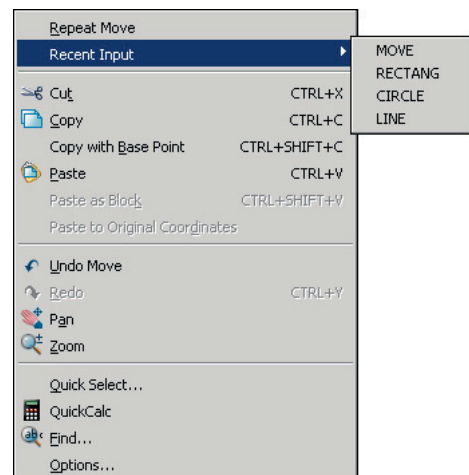 Repeat Move
Recent Input
MOVE
RECTANG
CIRCLE
LINE
Cut CTRL+X
Copy CTRL+C
Copy with Base Point CTRL+SHIFT+C
Paste CTRL+V
Paste as Block CTRL+SHIFT+V
Paste to Original Coordinates
Undo Move
Redo CTRL+Y
Pan
Zoom
Quick Select...
QuickCalc
Find...
Options...